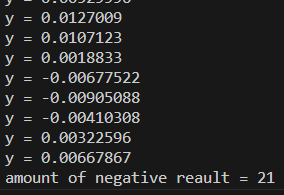 y = 0.0127009
y = 0.0107123
y = 0.0018833
y = -0.00677522
y = -0.00905088
y = -0.00410308
y = 0.00322596
y = 0.00667867
amount of negative reault = 21